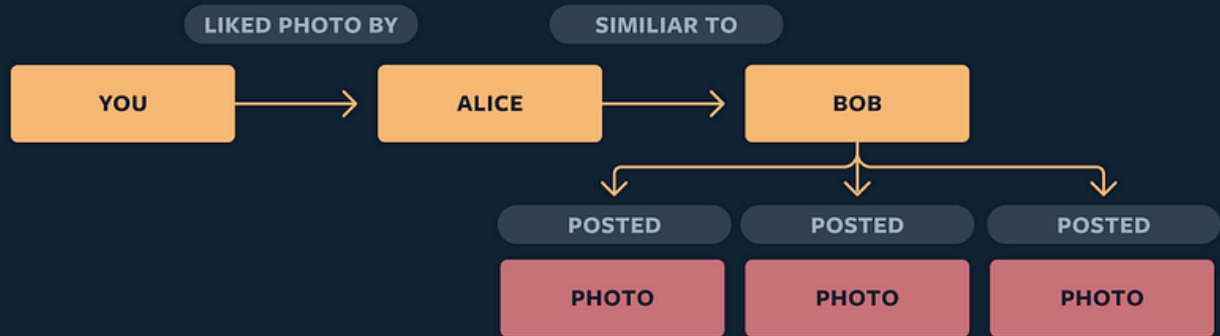 LIKED PHOTO BY
SIMILIAR TO
YOU
ALICE
BOB
POSTED
POSTED
POSTED
PHOTO
PHOTO
PHOTO